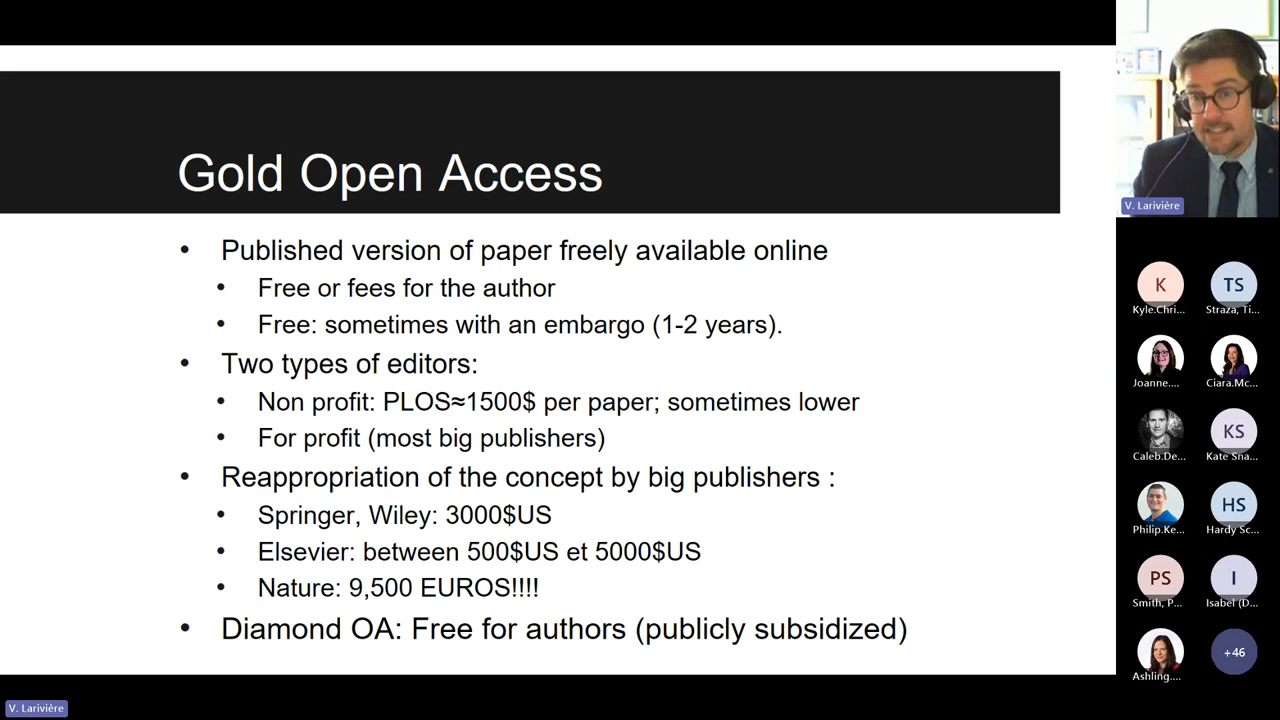 Gold Open Access
• Published version of paper freely available online
• Free or fees for the author
• Free: sometimes with an embargo (1-2 years).
• Two types of editors:
• Non profit: PLOS≈1500$ per paper; sometimes lower
• For profit (most big publishers)
• Reappropriation of the concept by big publishers :
• Springer, Wiley: 3000$US
• Elsevier: between 500$US et 5000$US
• Nature: 9,500 EUROS!!!!
• Diamond OA: Free for authors (publicly subsidized)
V. Larivière
V. Larivière
K
Kyle.Chri...
TS
Straza, Ti...
Joanne....
Ciara.Mc...
Caleb.De...
KS
Kate Sna...
Philip.Ke...
HS
Hardy Sc...
PS
Smith, P...
I
Isabel (D...
Ashling....
+46